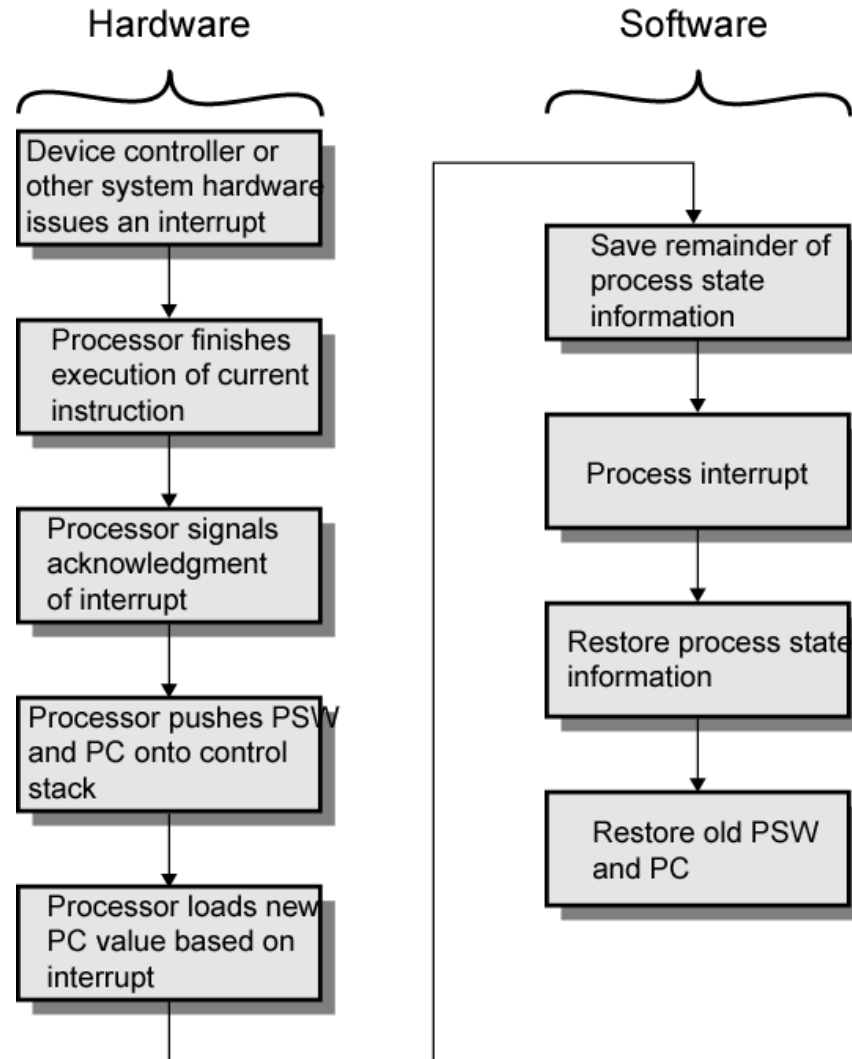 Hardware
Device controller or
other system hardware
issues an interrupt
Processor finishes
execution of current
instruction
Processor signals
acknowledgment
of interrupt
Processor pushes PSW
and PC onto control
stack
Processor loads new
PC value based on
interrupt
Software
Save remainder of
process state
information
Process interrupt
Restore process state
information
Restore old PSW
and PC